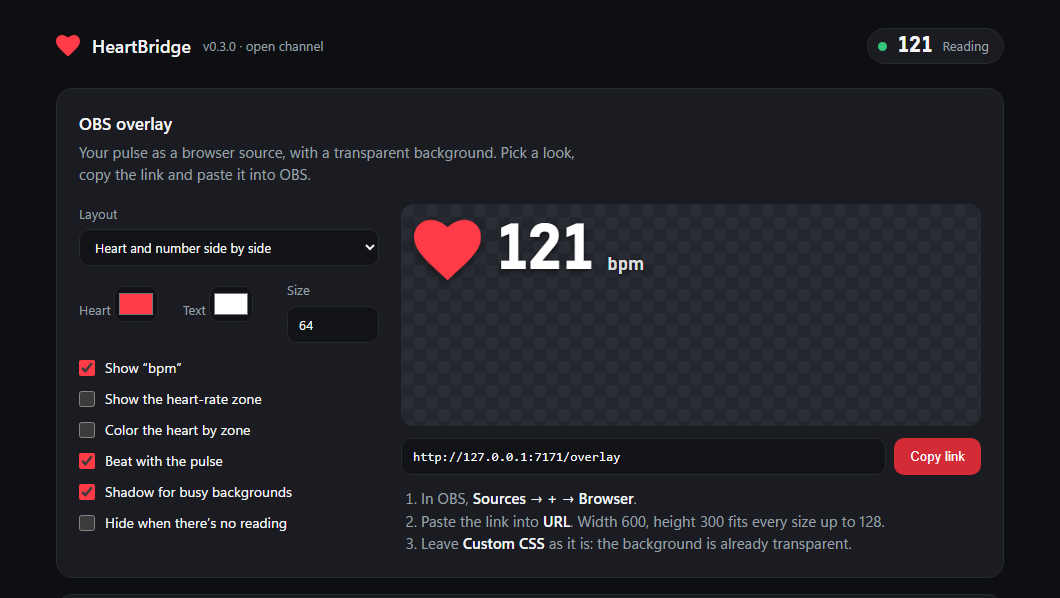 HeartBridge v0.3.0 · open channel
121 Reading
OBS overlay
Your pulse as a browser source, with a transparent background. Pick a look,
copy the link and paste it into OBS.
Layout
Heart and number side by side
Heart
Text
Size
64
Show “bpm”
Show the heart-rate zone
Color the heart by zone
Beat with the pulse
Shadow for busy backgrounds
Hide when there’s no reading
121 bpm
http://127.0.0.1:7171/overlay
Copy link
1. In OBS, Sources → + → Browser.
2. Paste the link into URL. Width 600, height 300 fits every size up to 128.
3. Leave Custom CSS as it is: the background is already transparent.